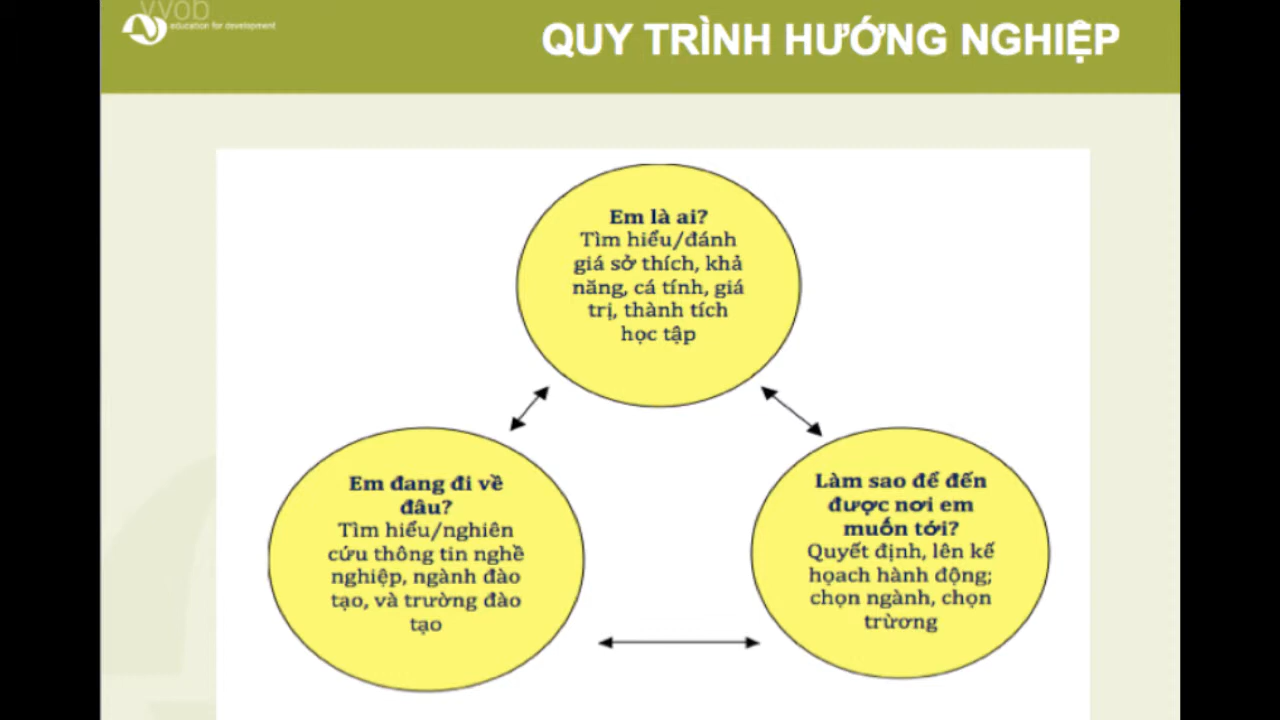 vvob
education for development
QUY TRÌNH HƯỚNG NGHIỆP
Em là ai?
Tìm hiểu/đánh
giá sở thích, khả
năng, cá tính, giá
trị, thành tích
học tập
Em đang đi về
đâu?
Tìm hiểu/nghiên
cứu thông tin nghề
nghiệp, ngành đào
tạo, và trường đào
tạo
Làm sao để đến
được nơi em
muốn tới?
Quyết định, lên kế
họach hành động;
chọn ngành, chọn
trừơng